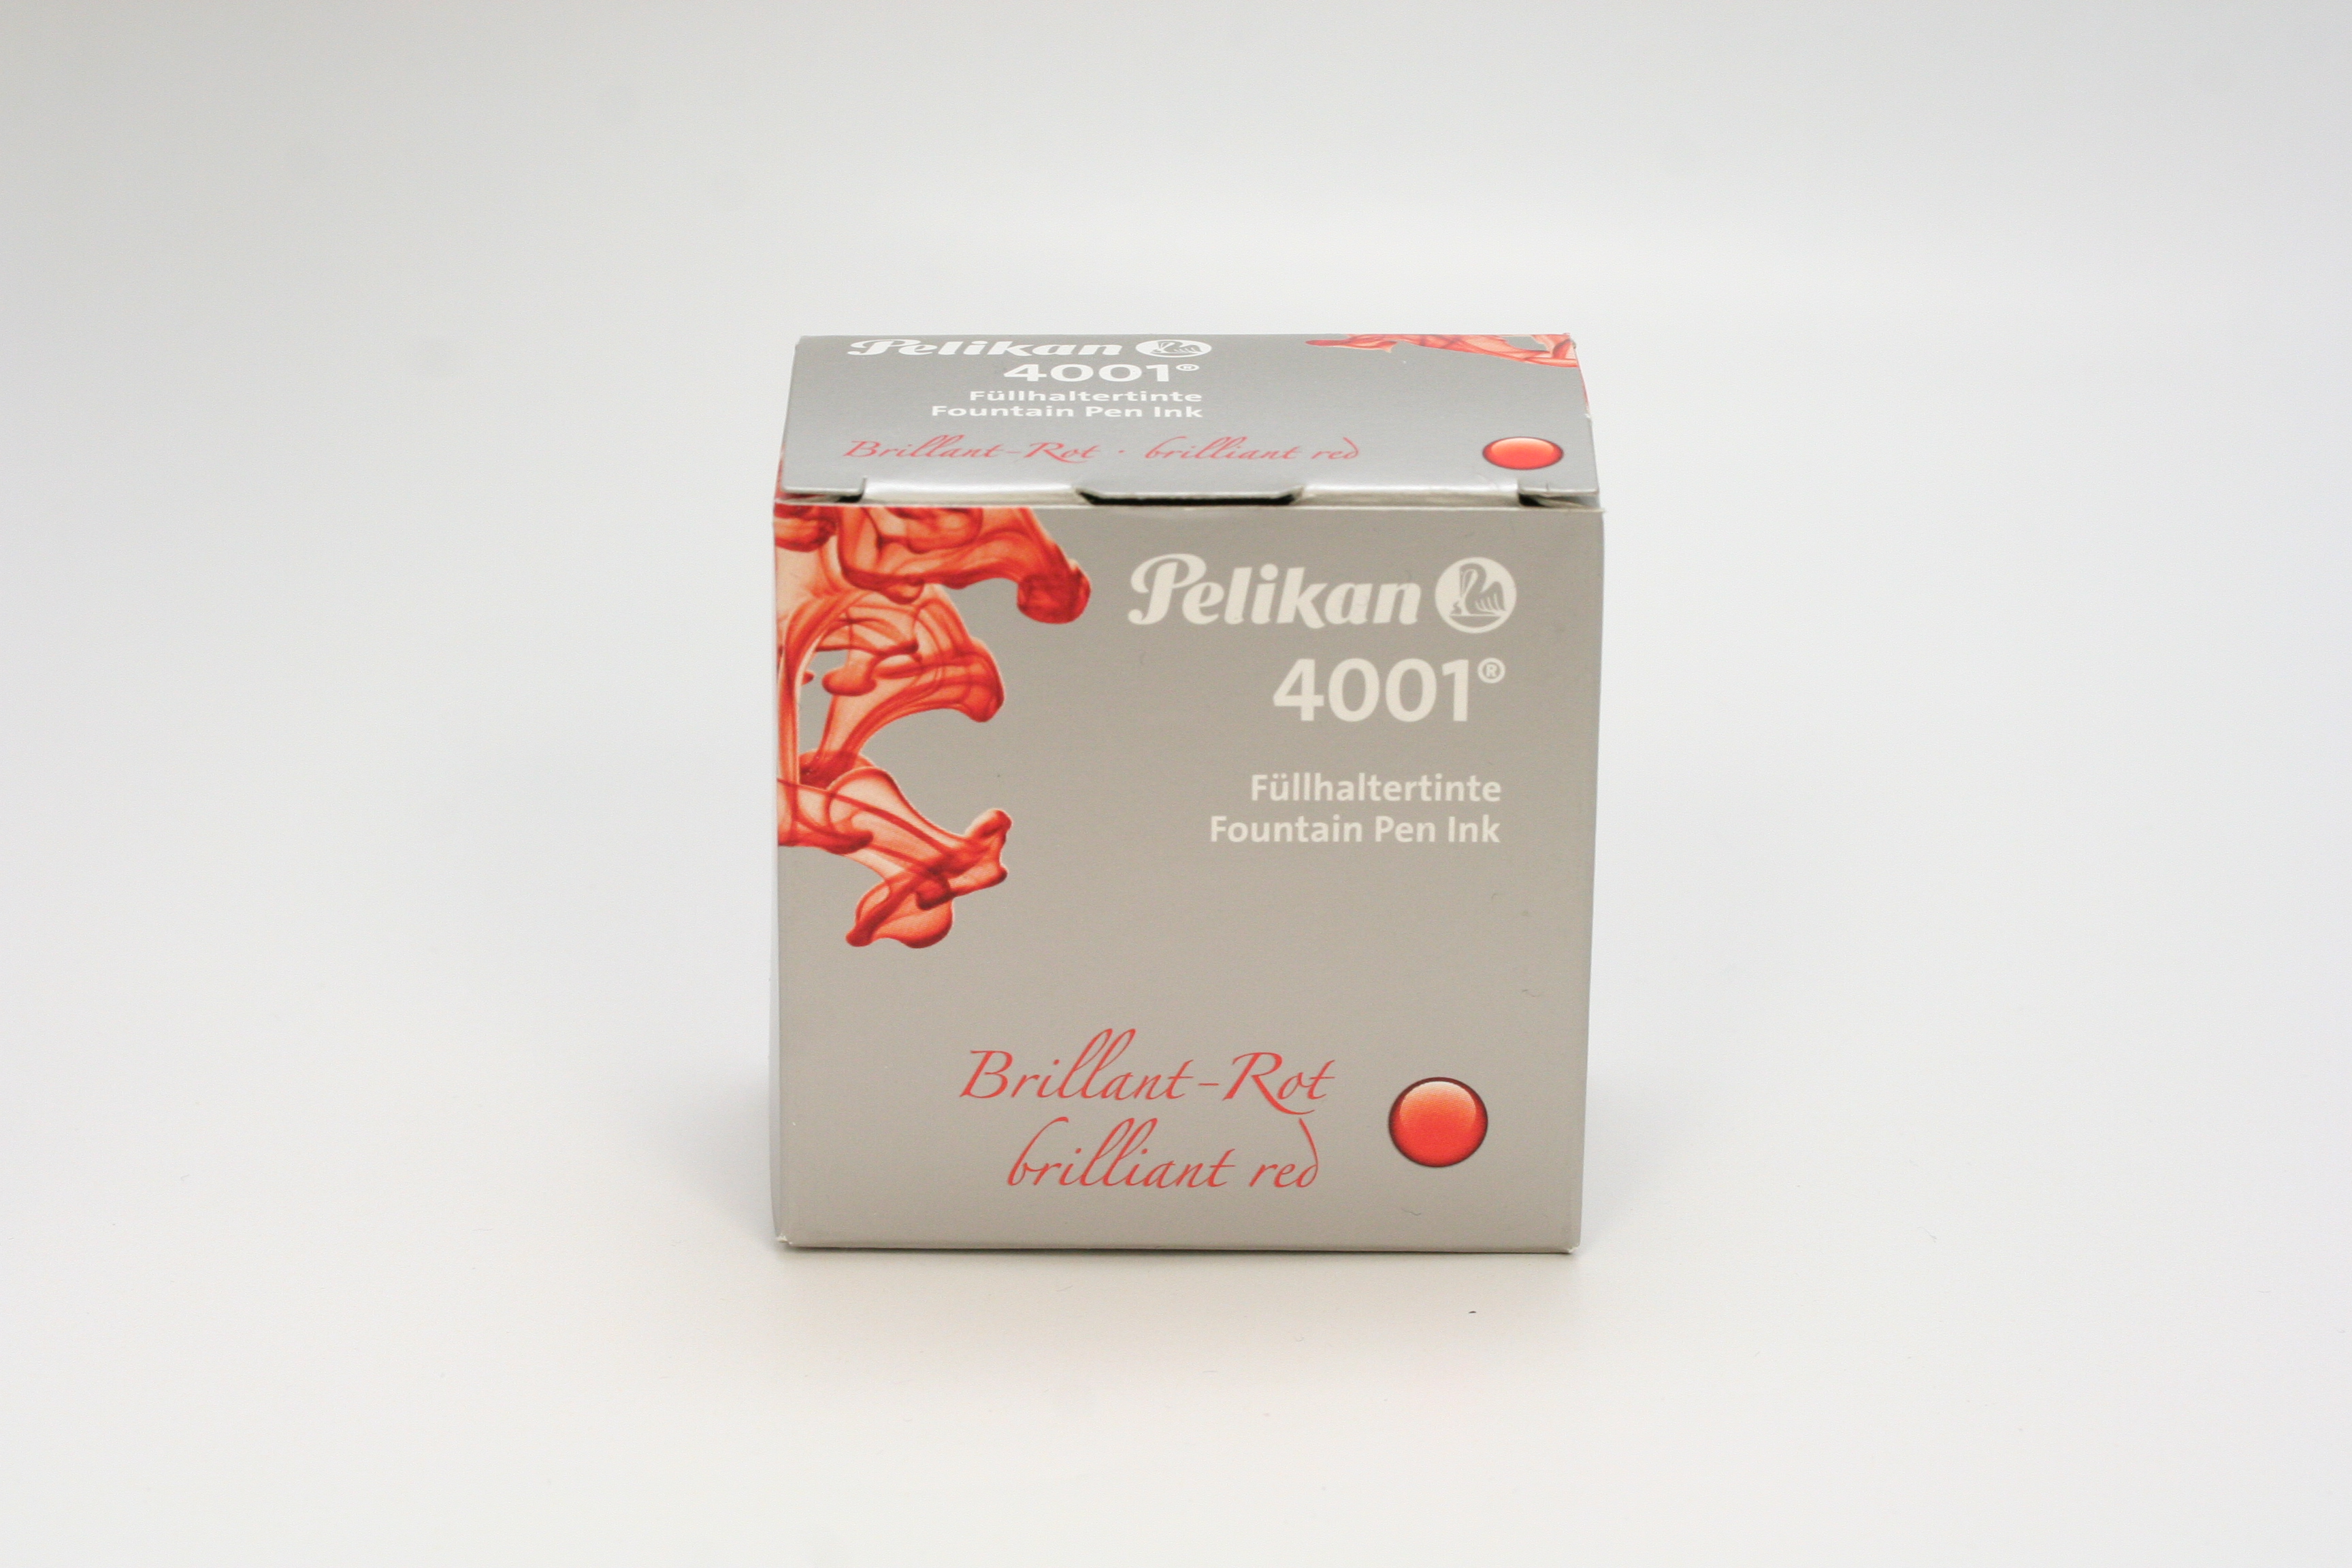 Pelikan
4001®
Füllhaltertinte
Fountain Pen Ink
Brillant-Rot · brilliant red
Pelikan
4001®
Füllhaltertinte
Fountain Pen Ink
Brillant-Rot
brilliant red